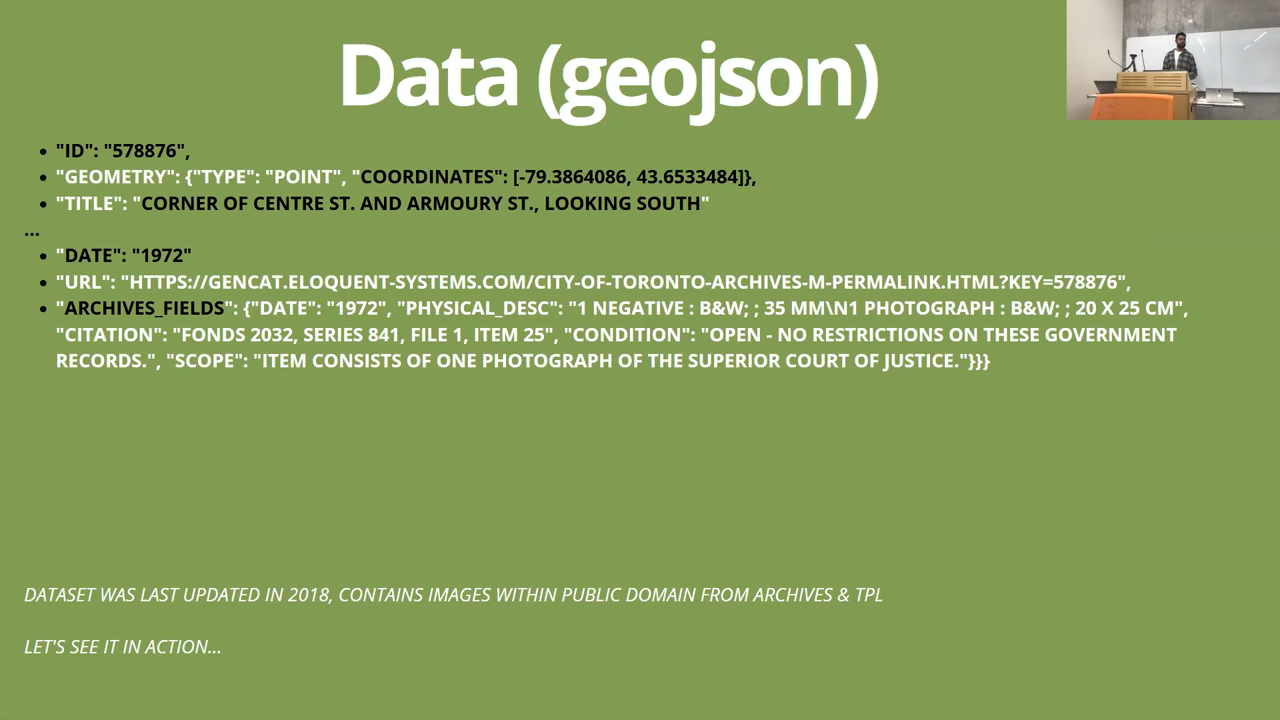 Data (geojson)
• "ID": "578876",
• "GEOMETRY": {"TYPE": "POINT", "COORDINATES": [-79.3864086, 43.6533484]},
• "TITLE": "CORNER OF CENTRE ST. AND ARMOURY ST., LOOKING SOUTH"
...
• "DATE": "1972"
• "URL": "HTTPS://GENCAT.ELOQUENT-SYSTEMS.COM/CITY-OF-TORONTO-ARCHIVES-M-PERMALINK.HTML?KEY=578876",
• "ARCHIVES_FIELDS": {"DATE": "1972", "PHYSICAL_DESC": "1 NEGATIVE : B&W; ; 35 MM\N1 PHOTOGRAPH : B&W; ; 20 X 25 CM",
"CITATION": "FONDS 2032, SERIES 841, FILE 1, ITEM 25", "CONDITION": "OPEN - NO RESTRICTIONS ON THESE GOVERNMENT
RECORDS.", "SCOPE": "ITEM CONSISTS OF ONE PHOTOGRAPH OF THE SUPERIOR COURT OF JUSTICE."}}}
DATASET WAS LAST UPDATED IN 2018, CONTAINS IMAGES WITHIN PUBLIC DOMAIN FROM ARCHIVES & TPL
LET'S SEE IT IN ACTION...